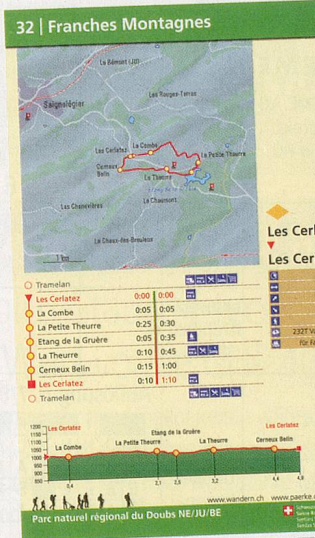 32 | Franches Montagnes
Le Bémont (JU)
Les Rouges-Terres
Saignelégier
Les Cerlatez
La Combe
La Petite Theurre
Cerneux
Belin
La Theurre
Les Chenevières
Le Chaumont
La Chaux-des-Breuleux
1 km
Les Cerl
Les Cer
Tramelan
Les Cerlatez 0:00 0:00
La Combe 0:05 0:05
La Petite Theurre 0:25 0:30
Etang de la Gruère 0:05 0:35
La Theurre 0:10 0:45
Cerneux Belin 0:15 1:00
Les Cerlatez 0:10 1:10
Tramelan
232T
für
1200
1100
1050
1000
950
900
850
Les Cerlatez
La Combe
La Petite Theurre
Etang de la Gruère
La Theurre
Cerneux Belin
Les Cerlatez
0,4
3,1
3,2
4,4
4,9
www.wandern.ch www.paerke.
Parc naturel régional du Doubs NE/JU/BE